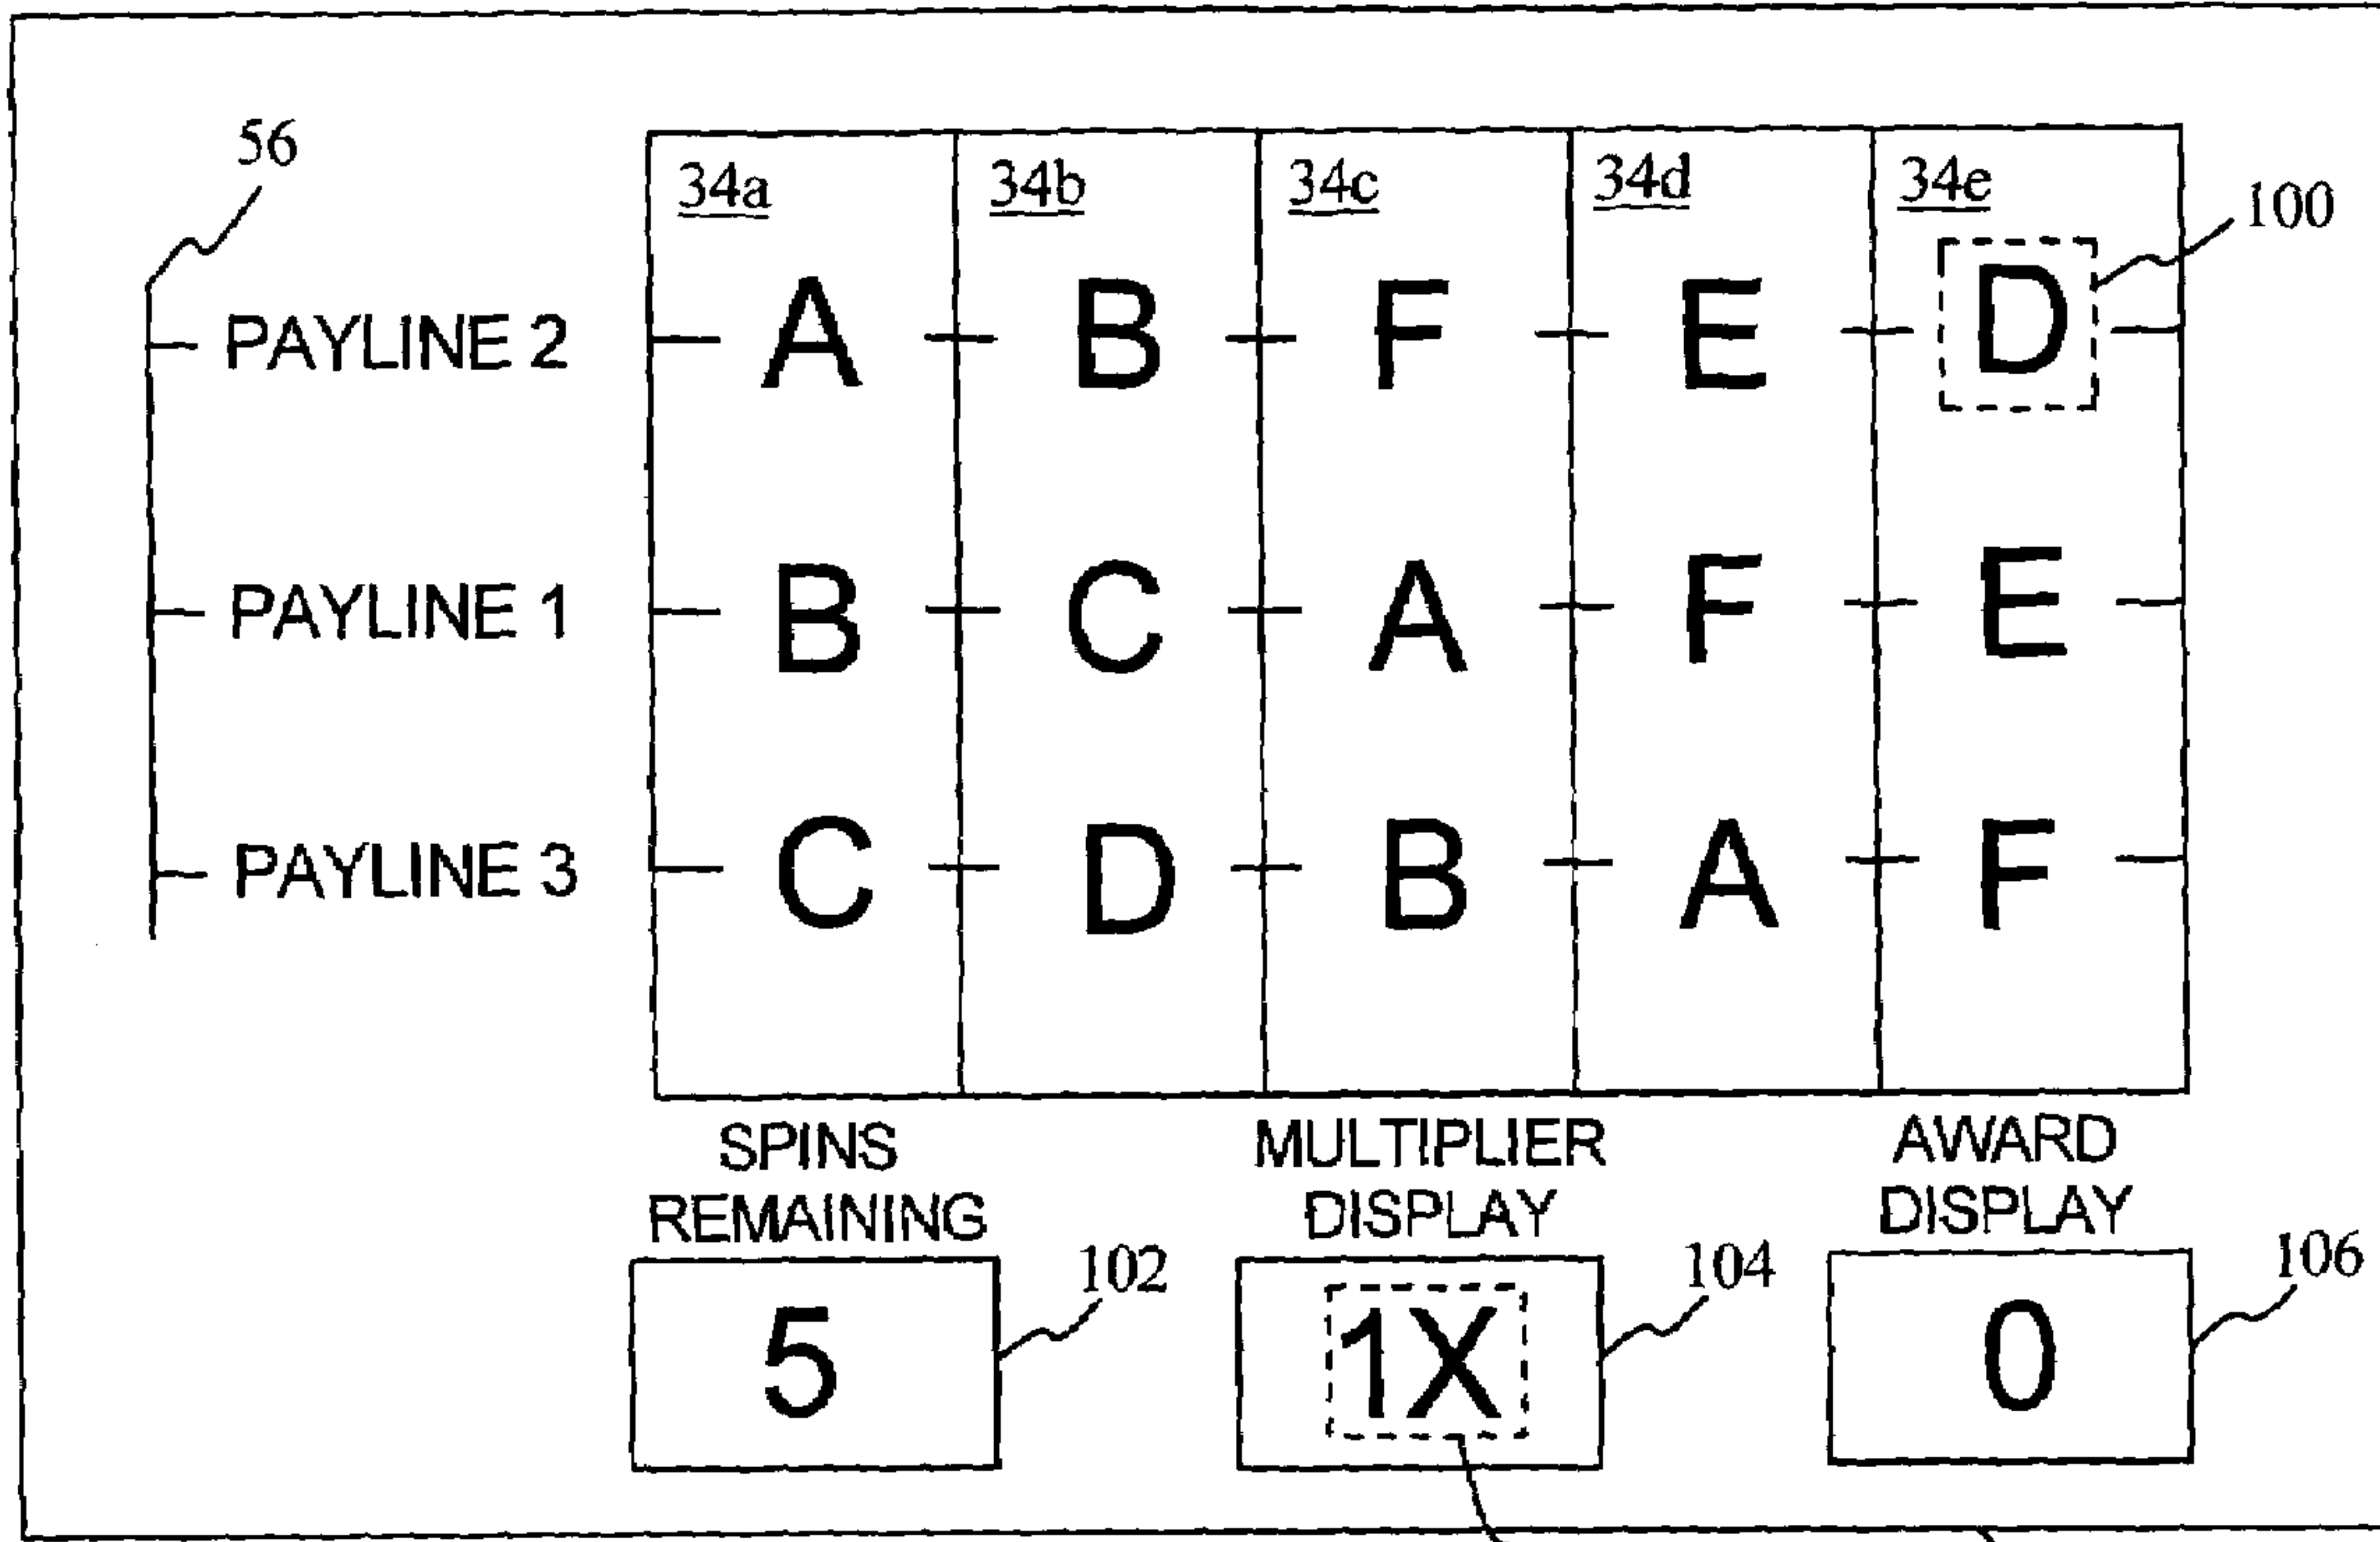 56
34a 34b 34c 34d 34e
100
PAYLINE 2 A B F E D
PAYLINE 1 B C A F E
PAYLINE 3 C D B A F
SPINS MULTIPLIER AWARD
REMAINING DISPLAY DISPLAY
102 104 106
5 1X 0